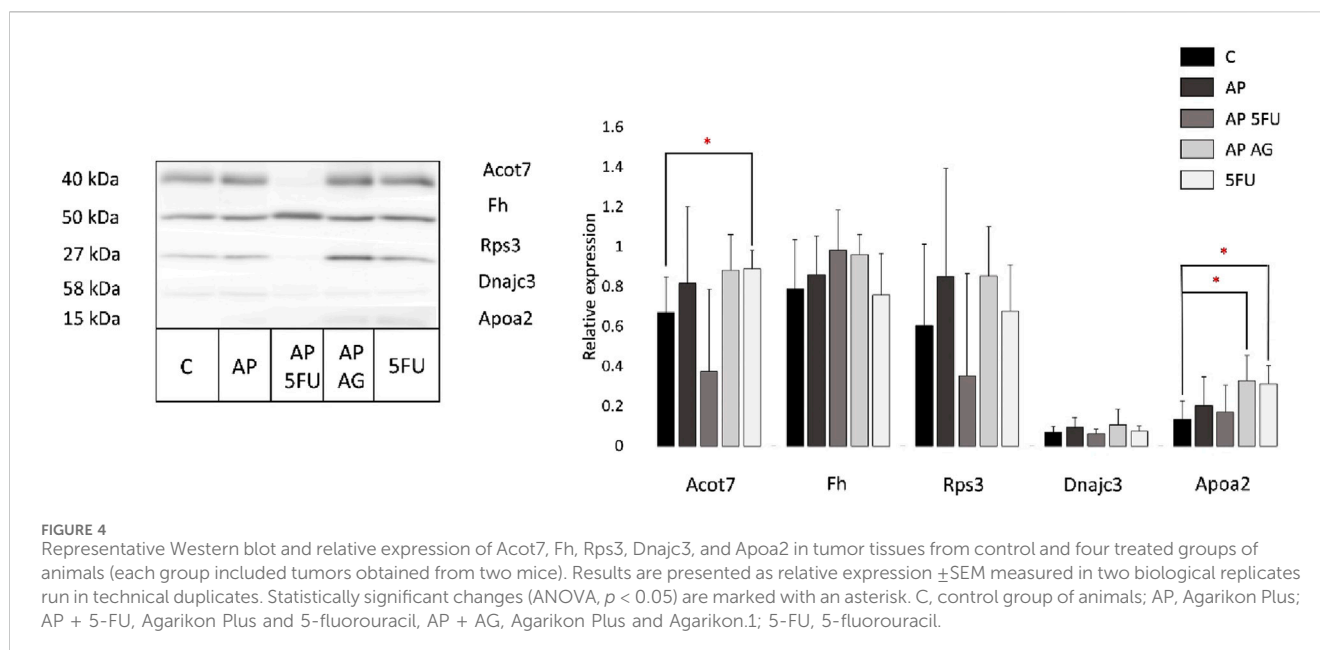 40 kDa
50 kDa
27 kDa
58 kDa
15 kDa
Acot7
Fh
Rps3
Dnajc3
Apoa2
C
AP
AP
5FU
AP
AG
5FU
Relative expression
1.6
1.4
1.2
1
0.8
0.6
0.4
0.2
0
*
*
*
Acot7
Fh
Rps3
Dnajc3
Apoa2
C
AP
AP 5FU
AP AG
5FU
FIGURE 4
Representative Western blot and relative expression of Acot7, Fh, Rps3, Dnajc3, and Apoa2 in tumor tissues from control and four treated groups of
animals (each group included tumors obtained from two mice). Results are presented as relative expression ±SEM measured in two biological replicates
run in technical duplicates. Statistically significant changes (ANOVA, p < 0.05) are marked with an asterisk. C, control group of animals; AP, Agarikon Plus;
AP + 5-FU, Agarikon Plus and 5-fluorouracil, AP + AG, Agarikon Plus and Agarikon.1; 5-FU, 5-fluorouracil.